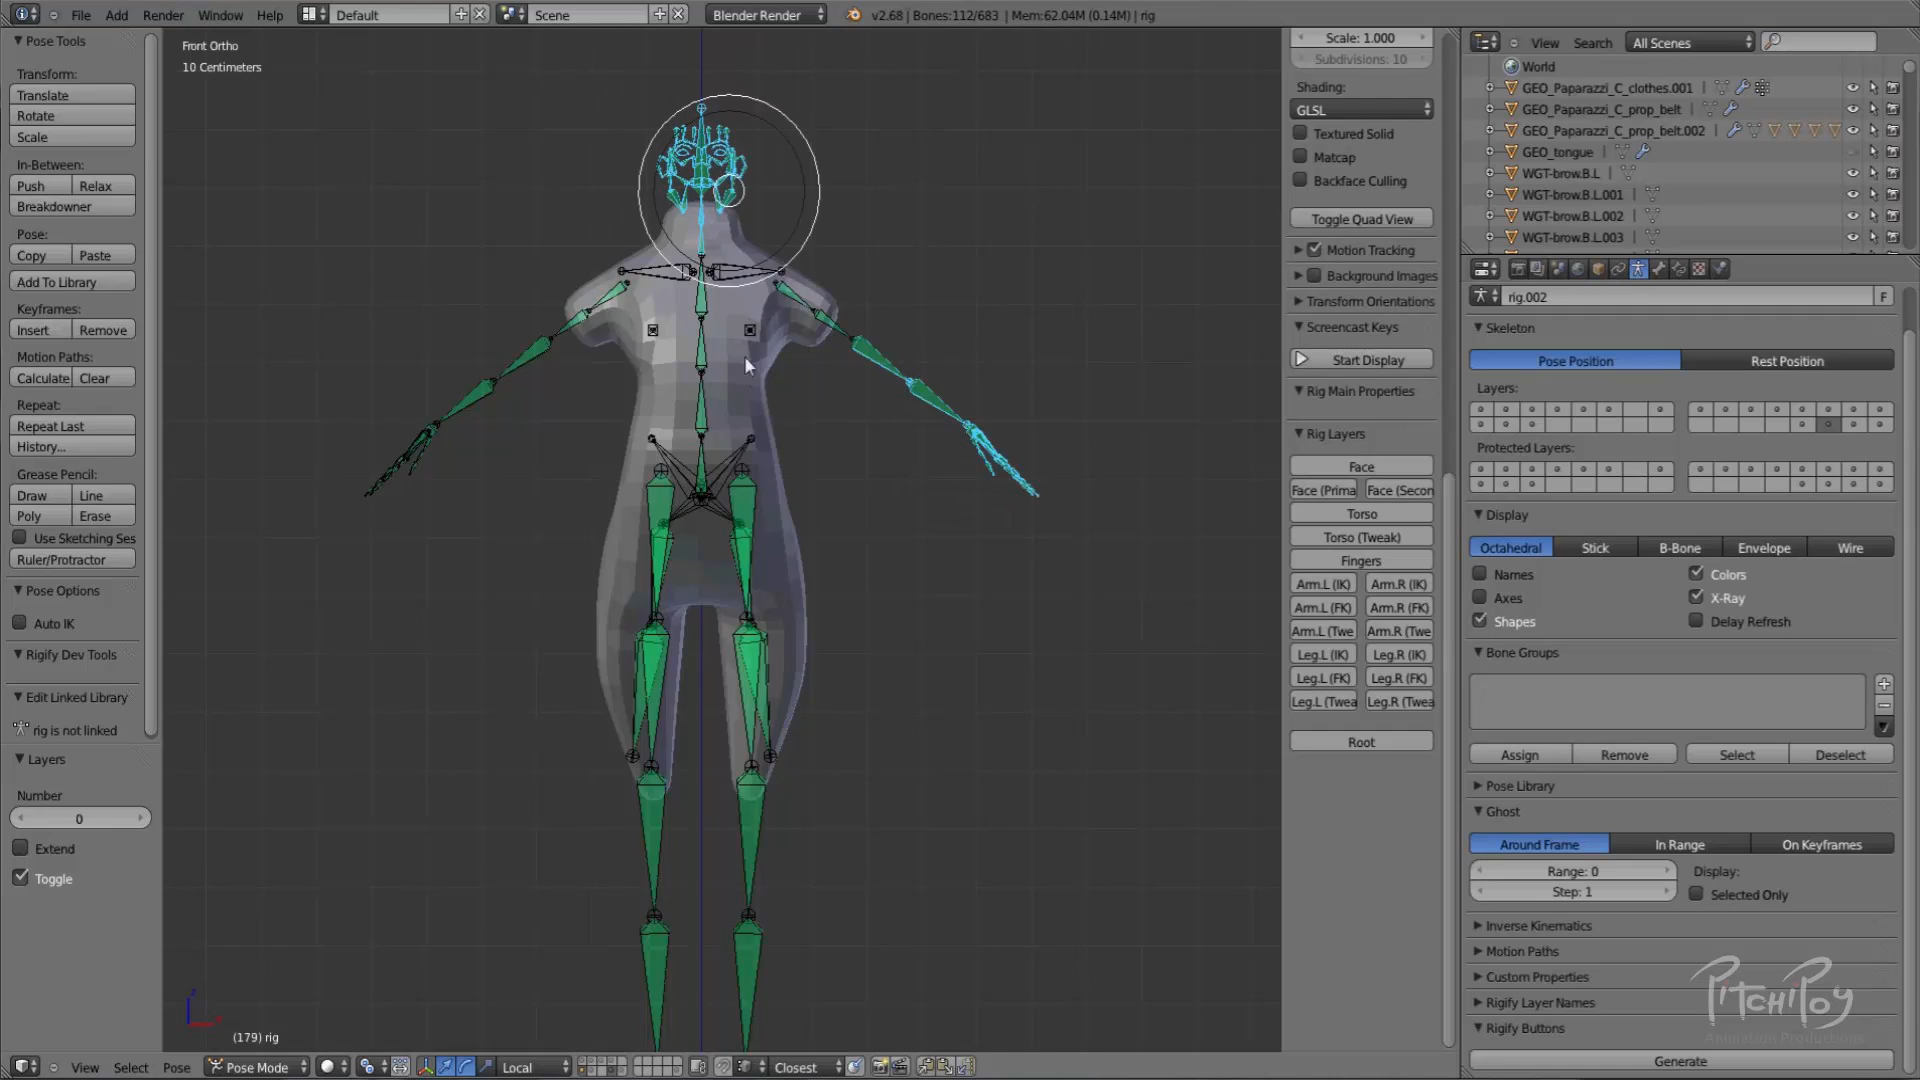 File Add Render Window Help Default Scene Blender Render v2.68 | Bones:112/683 | Mem:62.04M (0.14M) | rig
Pose Tools
Transform:
Translate
Rotate
Scale
In-Between:
Push Relax
Breakdowner
Pose:
Copy Paste
Add To Library
Keyframes:
Insert Remove
Motion Paths:
Calculate Clear
Repeat:
Repeat Last
History...
Grease Pencil:
Draw Line
Poly Erase
Use Sketching Ses
Ruler/Protractor
Pose Options
Auto IK
Rigify Dev Tools
Edit Linked Library
rig is not linked
Layers
Number
0
Extend
Toggle
Front Ortho
10 Centimeters
z
(179) rig
Scale: 1.000
Subdivisions: 10
Shading:
GLSL
Textured Solid
Matcap
Backface Culling
Toggle Quad View
Motion Tracking
Background Images
Transform Orientations
Screencast Keys
Start Display
Rig Main Properties
Rig Layers
Face
Face (Prima Face (Secon
Torso
Torso (Tweak)
Fingers
Arm.L (IK) Arm.R (IK)
Arm.L (FK) Arm.R (FK)
Arm.L (Twe Arm.R (Twe
Leg.L (IK) Leg.R (IK)
Leg.L (FK) Leg.R (FK)
Leg.L (Twea Leg.R (Twea
Root
View Search All Scenes
World
GEO_Paparazzi_C_clothes.001
GEO_Paparazzi_C_prop_belt
GEO_Paparazzi_C_prop_belt.002
GEO_tongue
WGT-brow.B.L
WGT-brow.B.L.001
WGT-brow.B.L.002
WGT-brow.B.L.003
rig.002 F
Skeleton
Pose Position Rest Position
Layers:
Protected Layers:
Display
Octahedral Stick B-Bone Envelope Wire
Names Colors
Axes X-Ray
Shapes Delay Refresh
Bone Groups
Assign Remove Select Deselect
Pose Library
Ghost
Around Frame In Range On Keyframes
Range: 0 Display:
Step: 1 Selected Only
Inverse Kinematics
Motion Paths
Custom Properties
Rigify Layer Names
Rigify Buttons
PitchiPoy
Animation Productions
Generate
View Select Pose Pose Mode Local Closest